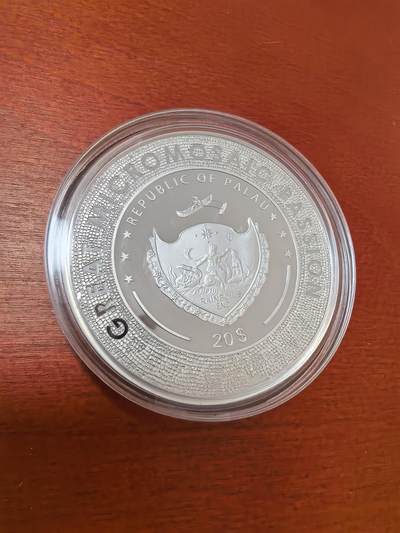 GREAT MICROMOSAIC PASSION
REPUBLIC OF PALAU
20$